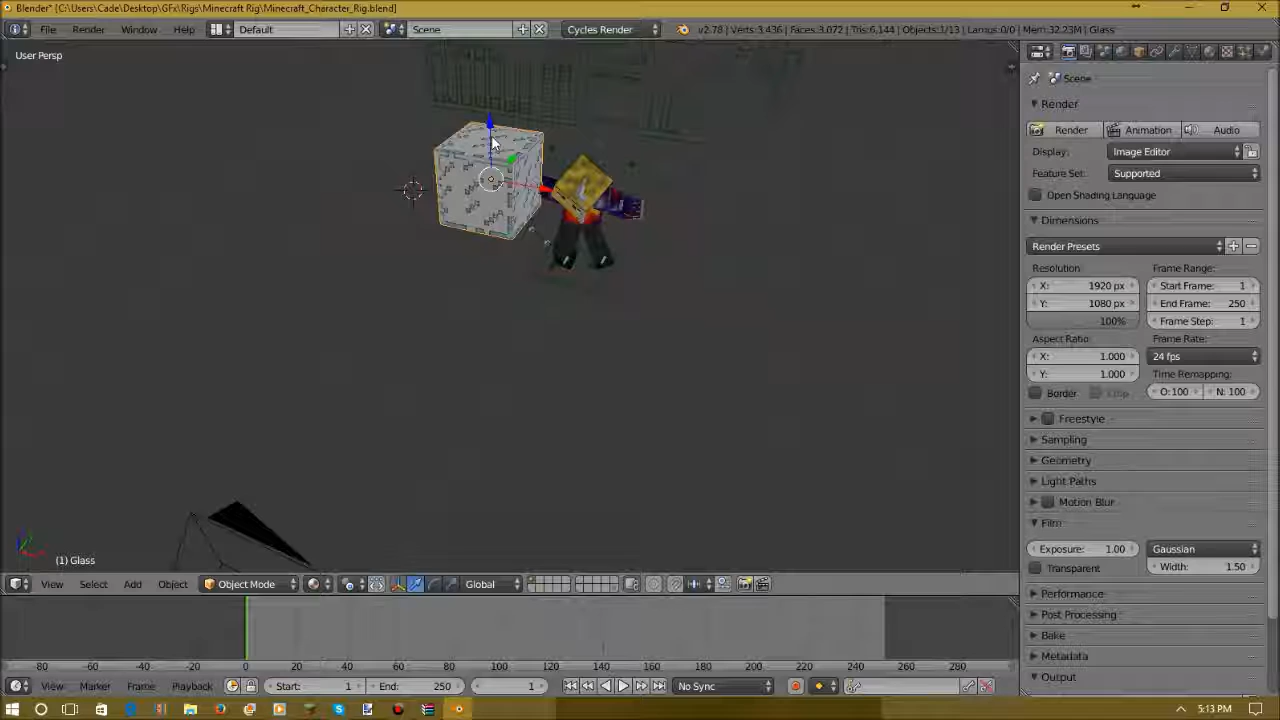 Blender* [C:\Users\Cade\Desktop\GFx\Rigs\Minecraft Rig\Minecraft_Character_Rig.blend]
File Render Window Help Default Scene Cycles Render v2.78 | Verts:3,436 | Faces:3,072 | Tris:6,144 | Objects:1/13 | Lamps:0/0 | Mem:32.23M | Glass
User Persp
Scene
Render
Render Animation Audio
Display: Image Editor
Feature Set: Supported
Open Shading Language
Dimensions
Render Presets
Resolution: Frame Range:
X: 1920 px Start Frame: 1
Y: 1080 px End Frame: 250
100% Frame Step: 1
Aspect Ratio: Frame Rate:
X: 1.000 24 fps
Y: 1.000 Time Remapping:
Border Crop O:100 N: 100
Freestyle
Sampling
Geometry
Light Paths
Motion Blur
Film
Exposure: 1.00 Gaussian
Transparent Width: 1.50
Performance
Post Processing
Bake
Metadata
Output
(1) Glass
View Select Add Object Object Mode Global
-80 -60 -40 -20 0 20 40 60 80 100 120 140 160 180 200 220 240 260 280
View Marker Frame Playback Start: 1 End: 250 1 No Sync
5:13 PM